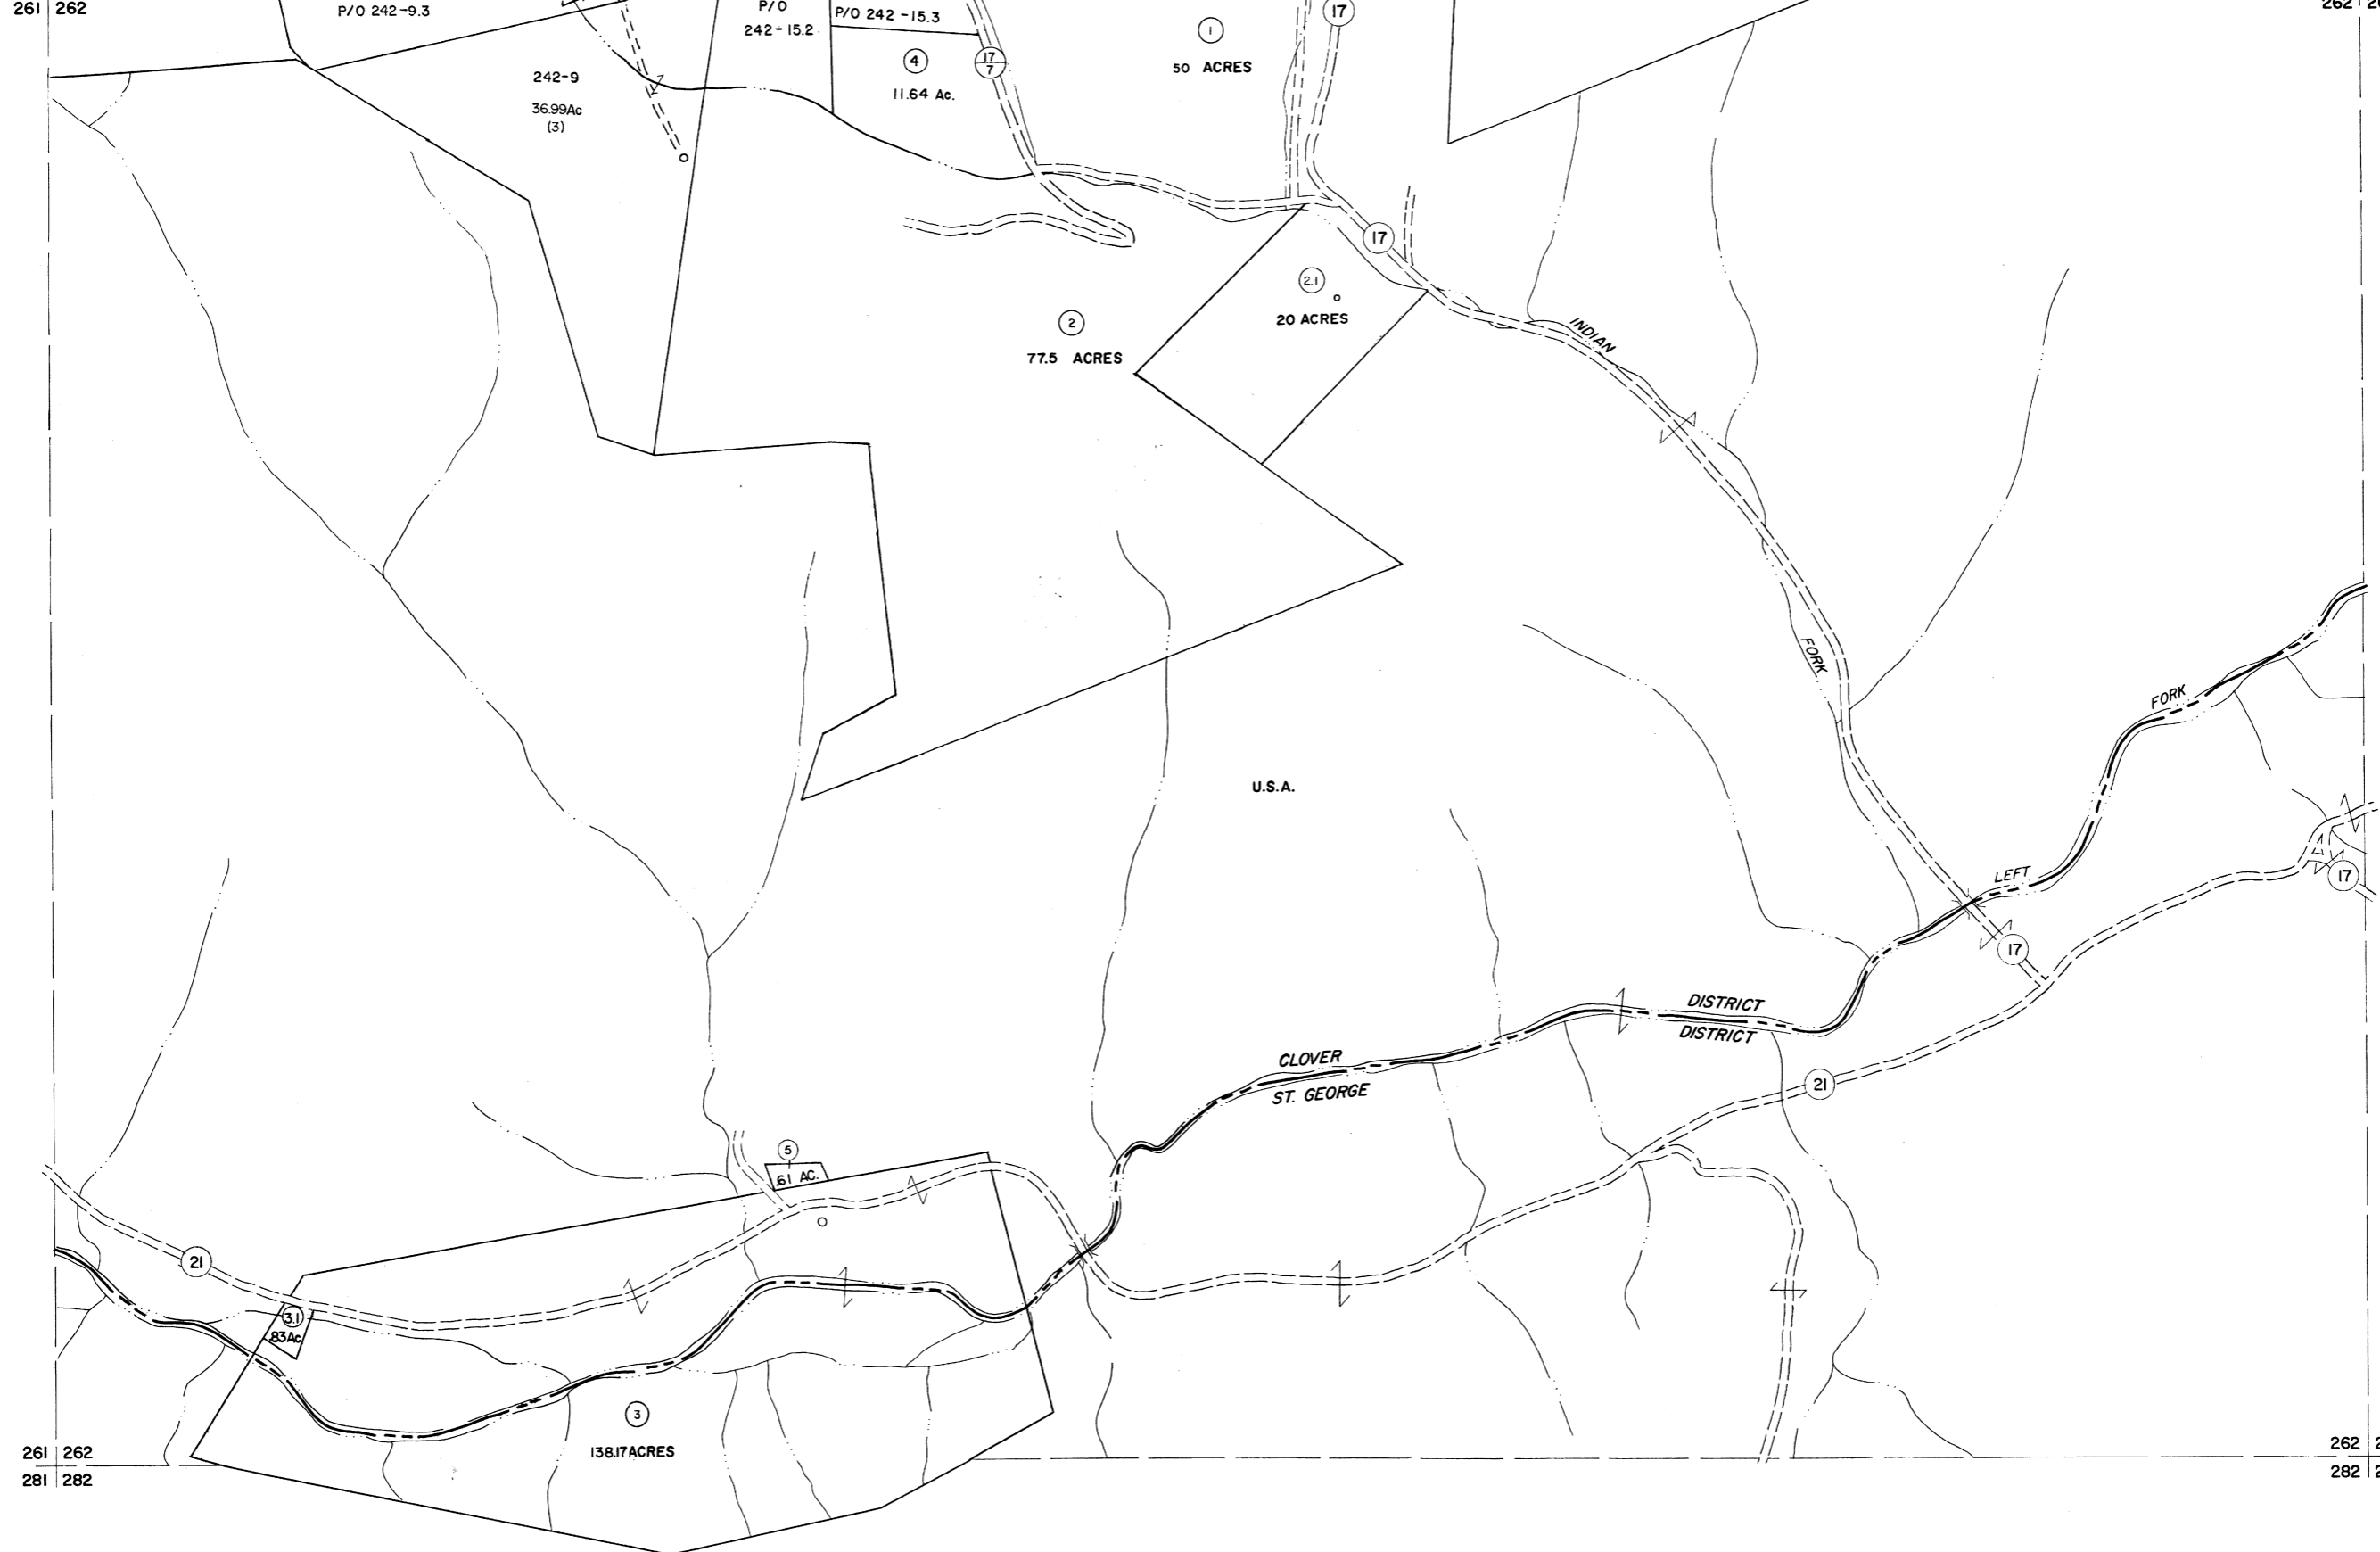 261 262
P/O 242-9.3
P/O
242-15.2
P/O 242-15.3
17
262
1
50 ACRES
4
11.64 Ac.
17
7
242-9
36.99Ac
(3)
17
2.1
20 ACRES
2
77.5 ACRES
INDIAN
FORK
FORK
U.S.A.
LEFT
17
17
DISTRICT
DISTRICT
CLOVER
ST. GEORGE
21
5
.61 AC.
21
3.1
.83Ac
3
138.17ACRES
261 262
281 282
262
282